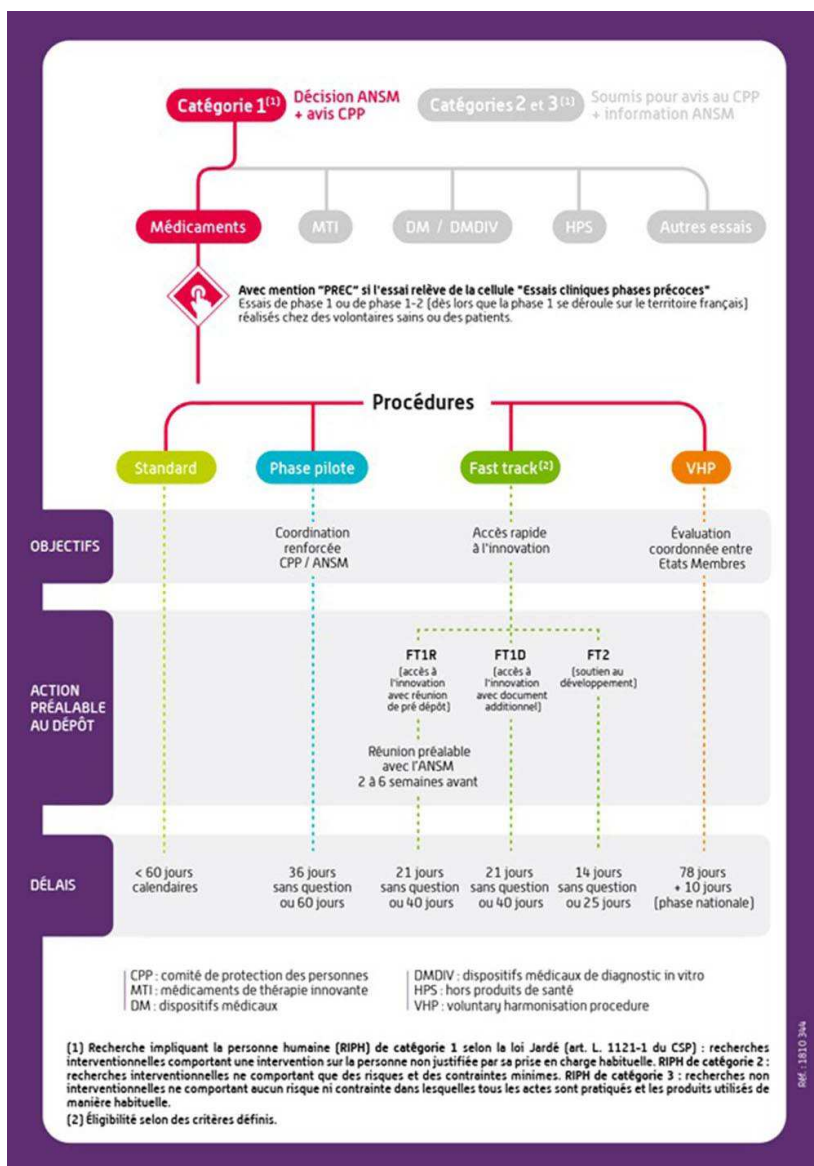 Catégorie 1(1)
Décision ANSM
+ avis CPP
Catégories 2 et 3(1)
Soumis pour avis au CPP
+ information ANSM
Médicaments
MTI
DM / DMDIV
HPS
Autres essais
Avec mention "PREC" si l'essai relève de la cellule "Essais cliniques phases précoces"
Essais de phase 1 ou de phase 1-2 (dès lors que la phase 1 se déroule sur le territoire français)
réalisés chez des volontaires sains ou des patients.
Procédures
Standard
Phase pilote
Fast track(2)
VHP
OBJECTIFS
Coordination
renforcée
CPP / ANSM
Accès rapide
à l'innovation
Évaluation
coordonnée entre
Etats Membres
ACTION
PRÉALABLE
AU DÉPÔT
FT1R
(accès à
l'innovation
avec réunion
de pré dépôt)
Réunion préalable
avec l'ANSM
2 à 6 semaines avant
FT1D
(accès à
l'innovation
avec document
additionnel)
FT2
(soutien au
développement)
DÉLAIS
< 60 jours
calendaires
36 jours
sans question
ou 60 jours
21 jours
sans question
ou 40 jours
21 jours
sans question
ou 40 jours
14 jours
sans question
ou 25 jours
78 jours
+ 10 jours
(phase nationale)
CPP : comité de protection des personnes
MTI : médicaments de thérapie innovante
DM : dispositifs médicaux
DMDIV : dispositifs médicaux de diagnostic in vitro
HPS : hors produits de santé
VHP : voluntary harmonisation procedure
(1) Recherche impliquant la personne humaine (RIPH) de catégorie 1 selon la loi Jardé (art. L. 1121-1 du CSP) : recherches
interventionnelles comportant une intervention sur la personne non justifiée par sa prise en charge habituelle. RIPH de catégorie 2 :
recherches interventionnelles ne comportant que des risques et des contraintes minimes. RIPH de catégorie 3 : recherches non
interventionnelles ne comportant aucun risque ni contrainte dans lesquelles tous les actes sont pratiqués et les produits utilisés de
manière habituelle.
(2) Éligibilité selon des critères définis.
Réf. : 1810 344